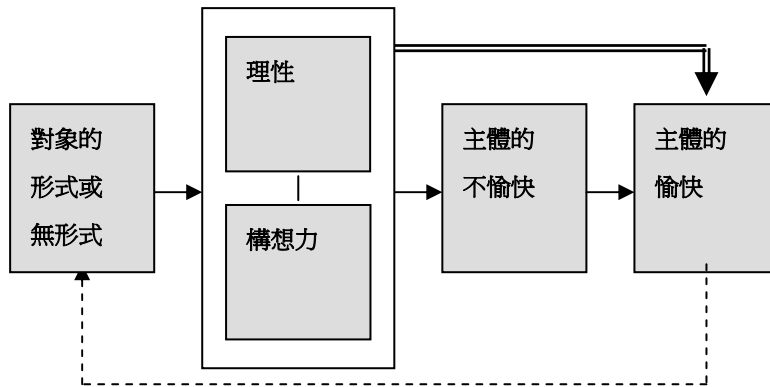 對象的
形式或
無形式
理性
構想力
主體的
不愉快
主體的
愉快